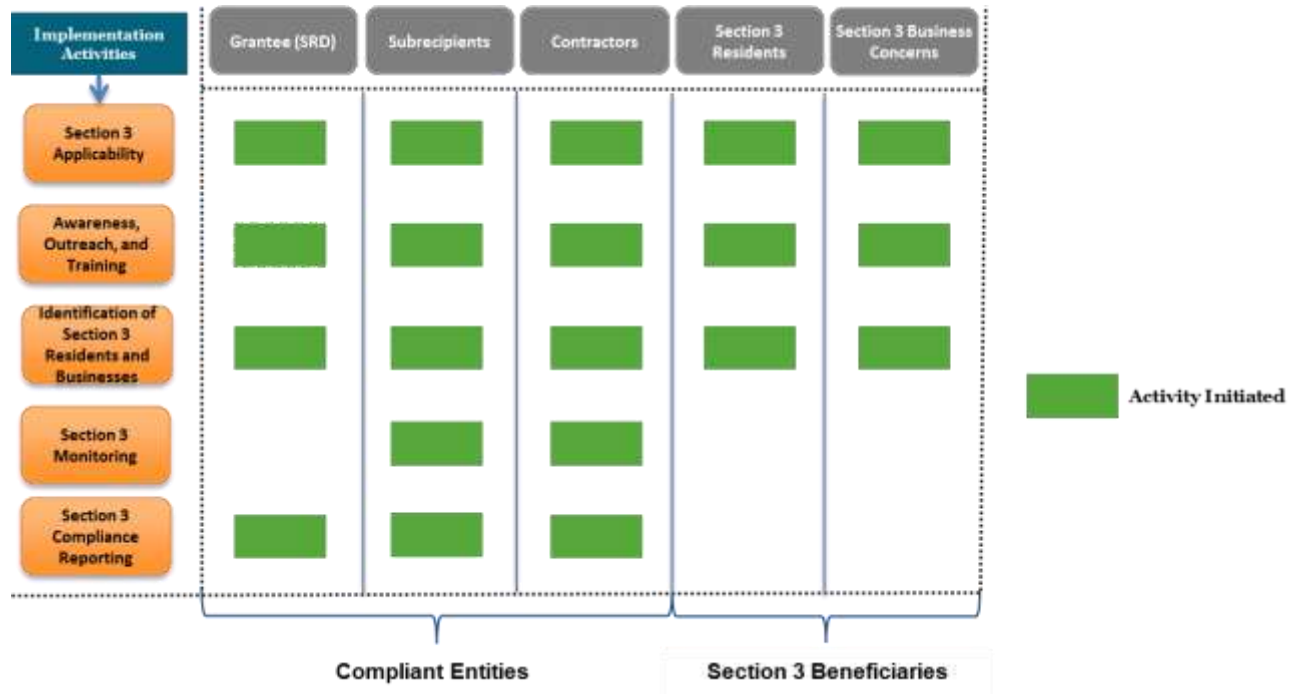 Implementation
Activities
Grantee (SRD)
Subrecipients
Contractors
Section 3
Residents
Section 3 Business
Concerns
Section 3
Applicability
Awareness,
Outreach, and
Training
Identification of
Section 3
Residents and
Businesses
Activity Initiated
Section 3
Monitoring
Section 3
Compliance
Reporting
Compliant Entities
Section 3 Beneficiaries